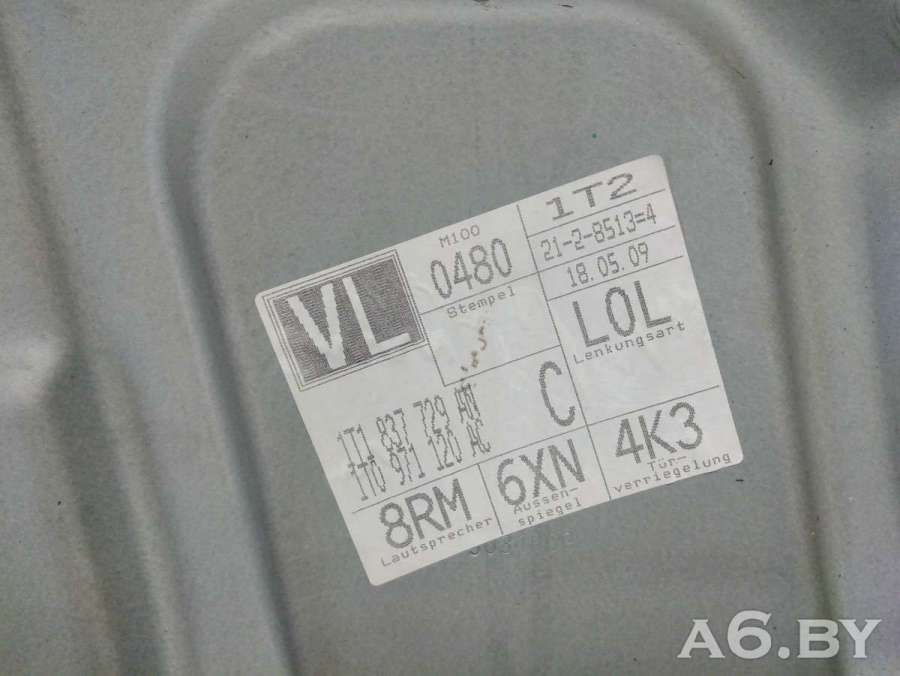 VL
M100
0480
Stempel
1T2
21-2-8513=4
18.05.09
LOL
Lenkungsart
1T1 837 729 AN
1T0 971 120 AC
C
8RM
Lautsprecher
6XN
Aussen-
spiegel
4K3
Tür-
verriegelung
A6.BY